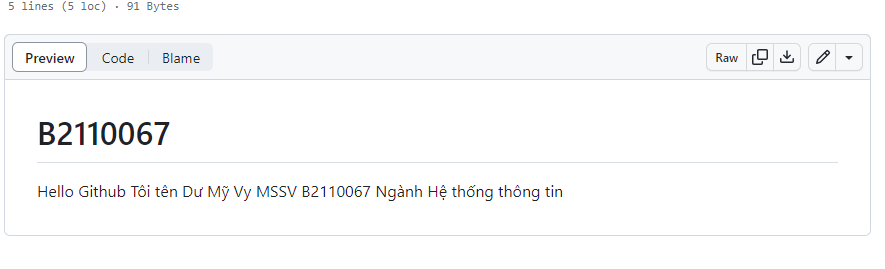 5 lines (5 loc) · 91 Bytes
Preview Code Blame Raw
B2110067
Hello Github Tôi tên Dư Mỹ Vy MSSV B2110067 Ngành Hệ thống thông tin